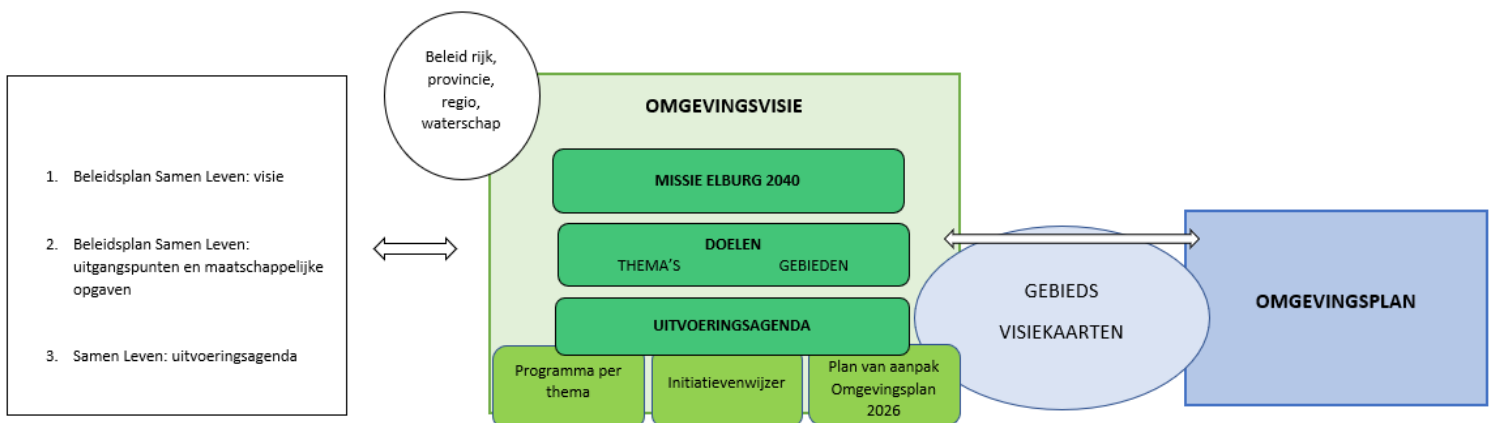 1. Beleidsplan Samen Leven: visie
2. Beleidsplan Samen Leven:
uitgangspunten en maatschappelijke
opgaven
3. Samen Leven: uitvoeringsagenda
Beleid rijk,
provincie,
regio,
waterschap
OMGEVINGSVISIE
MISSIE ELBURG 2040
DOELEN
THEMA'S GEBIEDEN
UITVOERINGSAGENDA
Programma per
thema
Initiatievenwijzer
Plan van aanpak
Omgevingsplan
2026
GEBIEDS
VISIEKAARTEN
OMGEVINGSPLAN